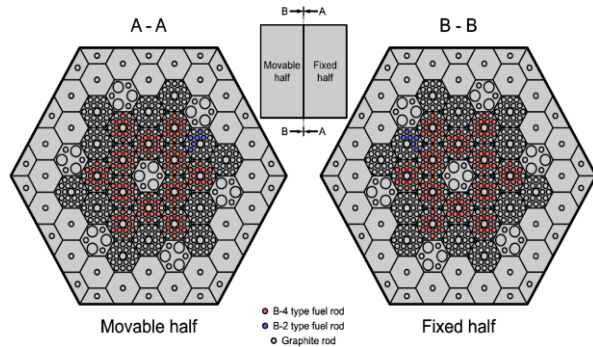 A - A
B
A
B - B
Movable
half
Fixed
half
B
A
B-4 type fuel rod
B-2 type fuel rod
Graphite rod
Movable half
Fixed half